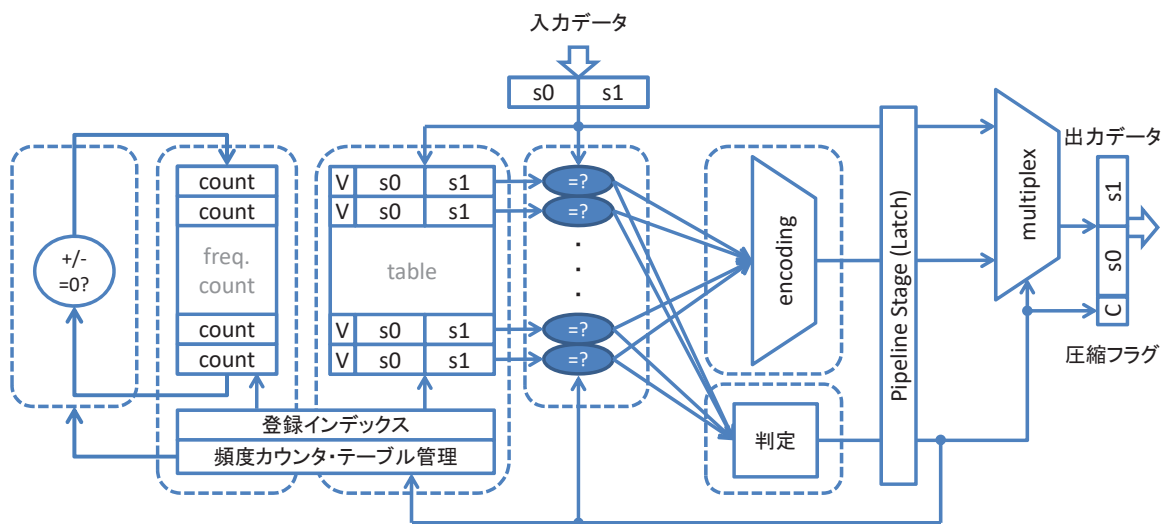 入力データ
s0 s1
+/-
=0?
count
count
freq.
count
count
count
V s0 s1
V s0 s1
table
V s0 s1
V s0 s1
=?
=?
=?
=?
encoding
判定
Pipeline Stage (Latch)
multiplex
出力データ
s1
s0
C
圧縮フラグ
登録インデックス
頻度カウンタ・テーブル管理